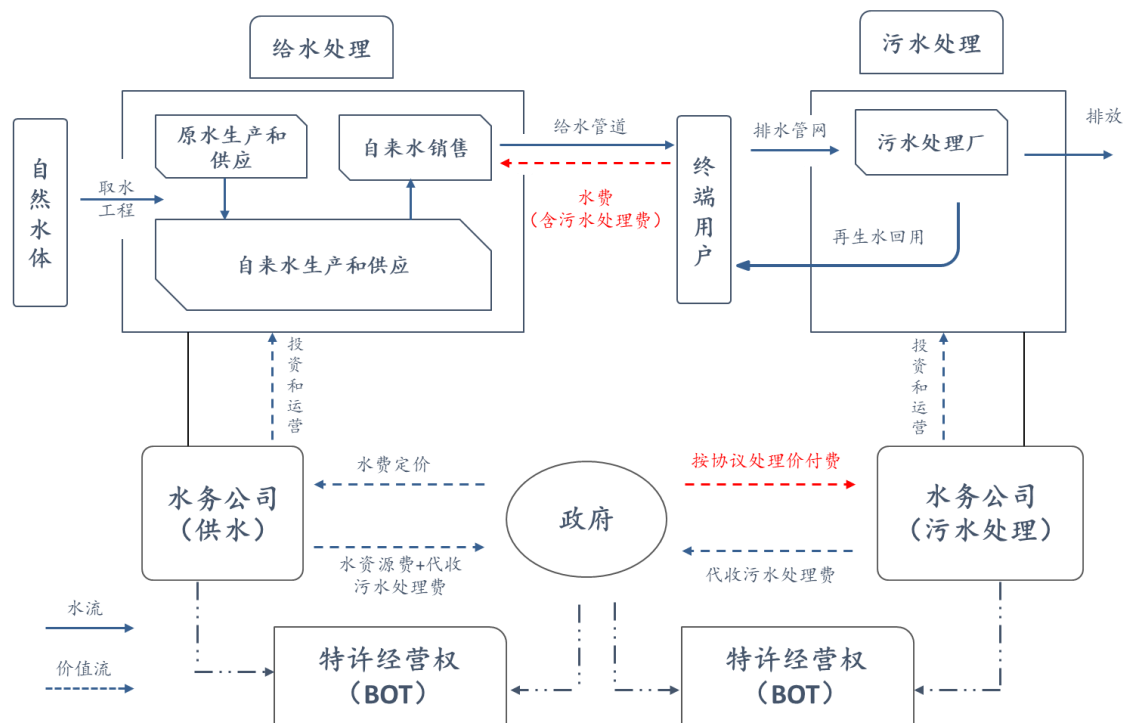 给水处理
污水处理
自然水体
取水
工程
原水生产和
供应
自来水销售
自来水生产和供应
给水管道
水费
（含污水处理费）
终端用户
排水管网
污水处理厂
排放
再生水回用
投资和运营
投资和运营
水务公司
（供水）
水费定价
水资源费+代收
污水处理费
政府
按协议处理价付费
代收污水处理费
水务公司
（污水处理）
水流
价值流
特许经营权
（BOT）
特许经营权
（BOT）